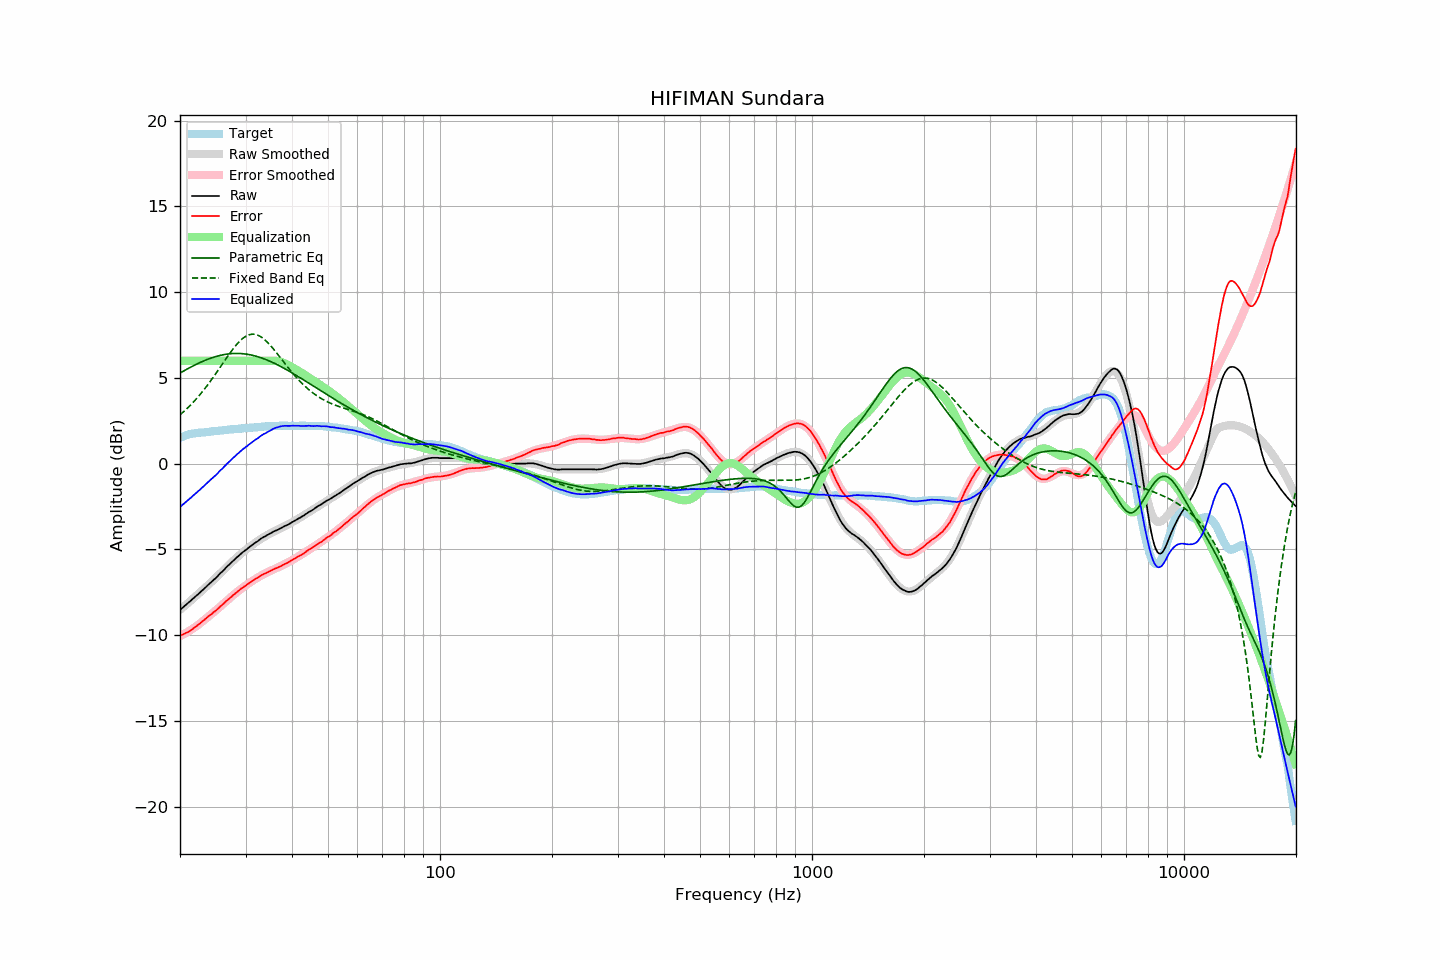 HIFIMAN Sundara
20
15
10
5
0
−5
−10
−15
−20
Amplitude (dBr)
Target
Raw Smoothed
Error Smoothed
Raw
Error
Equalization
Parametric Eq
Fixed Band Eq
Equalized
100
1000
10000
Frequency (Hz)